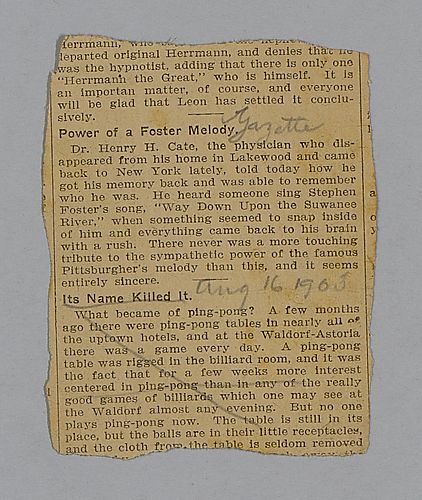 Herrmann, who
departed original Herrmann, and denies that he
was the hypnotist, adding that there is only one
"Herrmann the Great," who is himself. It is
an importan matter, of course, and everyone
will be glad that Leon has settled it conclu-
sively.
Gazette
Power of a Foster Melody.
Dr. Henry H. Cate, the physician who dis-
appeared from his home in Lakewood and came
back to New York lately, told today how he
got his memory back and was able to remember
who he was. He heard someone sing Stephen
Foster's song, "Way Down Upon the Suwanee
River," when something seemed to snap inside
of him and everything came back to his brain
with a rush. There never was a more touching
tribute to the sympathetic power of the famous
Pittsburgher's melody than this, and it seems
entirely sincere.
Aug 16 1905
Its Name Killed It.
What became of ping-pong? A few months
ago there were ping-pong tables in nearly all of
the uptown hotels, and at the Waldorf-Astoria
there was a game every day. A ping-pong
table was rigged in the billiard room, and it was
the fact that for a few weeks more interest
centered in ping-pong than in any of the really
good games of billiards which one may see at
the Waldorf almost any evening. But no one
plays ping-pong now. The table is still in its
place, but the balls are in their little receptacles,
and the cloth from the table is seldom removed